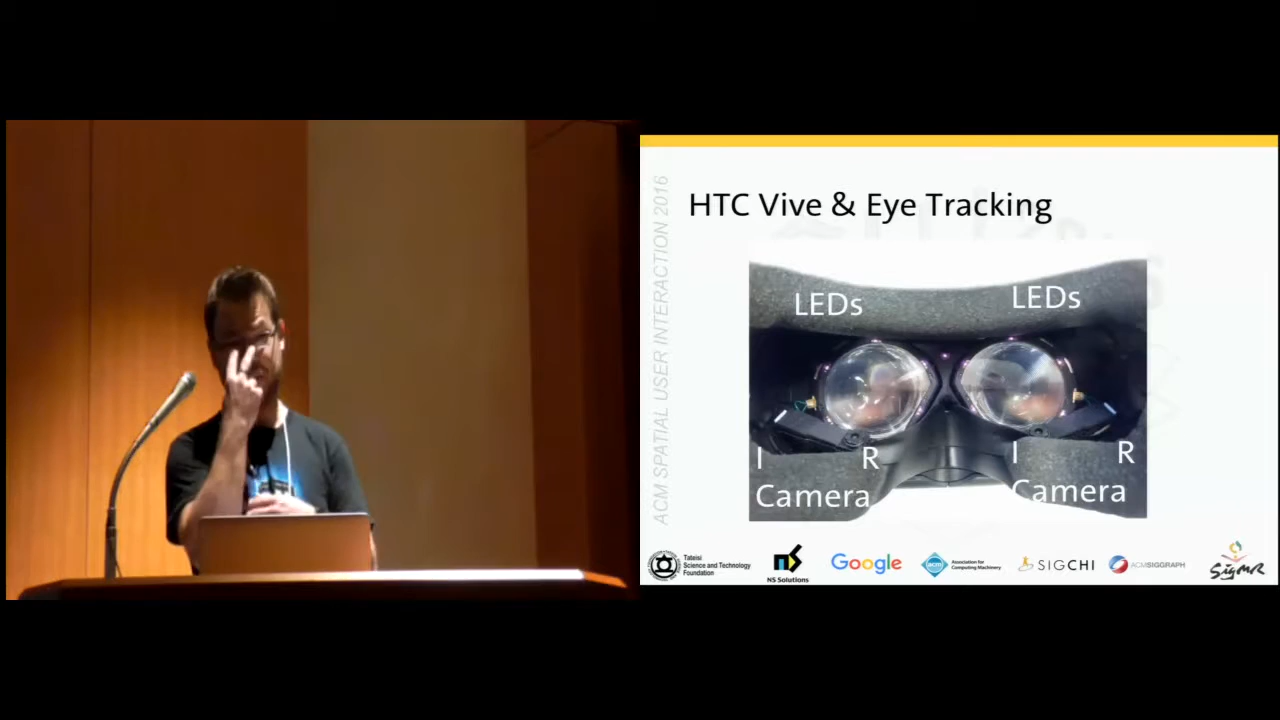 HTC Vive & Eye Tracking
ACM SPATIAL USER INTERACTION 2016
LEDs
LEDs
I R
Camera
I R
Camera
Tateisi
Science and Technology
Foundation
NS Solutions
Google
acm
Association for
Computing Machinery
SIGCHI
ACMSIGGRAPH
SigMR